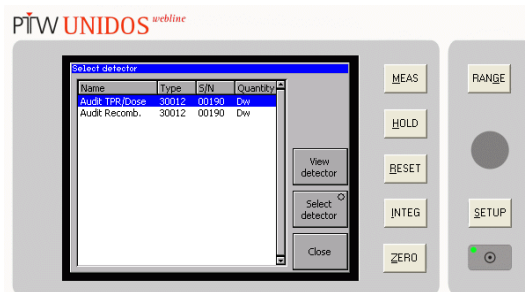 PTW UNIDOS webline
Select detector
Name Type S/N Quantity
Audit TPR/Dose 30012 00190 Dw
Audit Recomb. 30012 00190 Dw
View
detector
Select
detector
Close
MEAS
HOLD
RESET
INTEG
ZERO
RANGE
SETUP